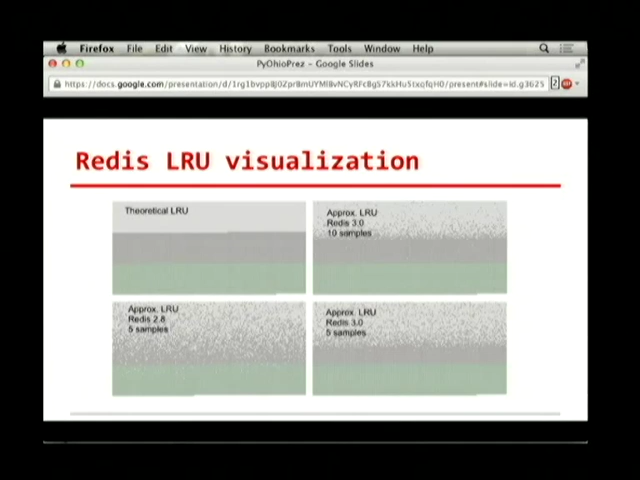 Firefox File Edit View History Bookmarks Tools Window Help
PyOhioPrez - Google Slides
Redis LRU visualization
Theoretical LRU
Approx. LRU
Redis 3.0
10 samples
Approx. LRU
Redis 2.8
5 samples
Approx. LRU
Redis 3.0
5 samples